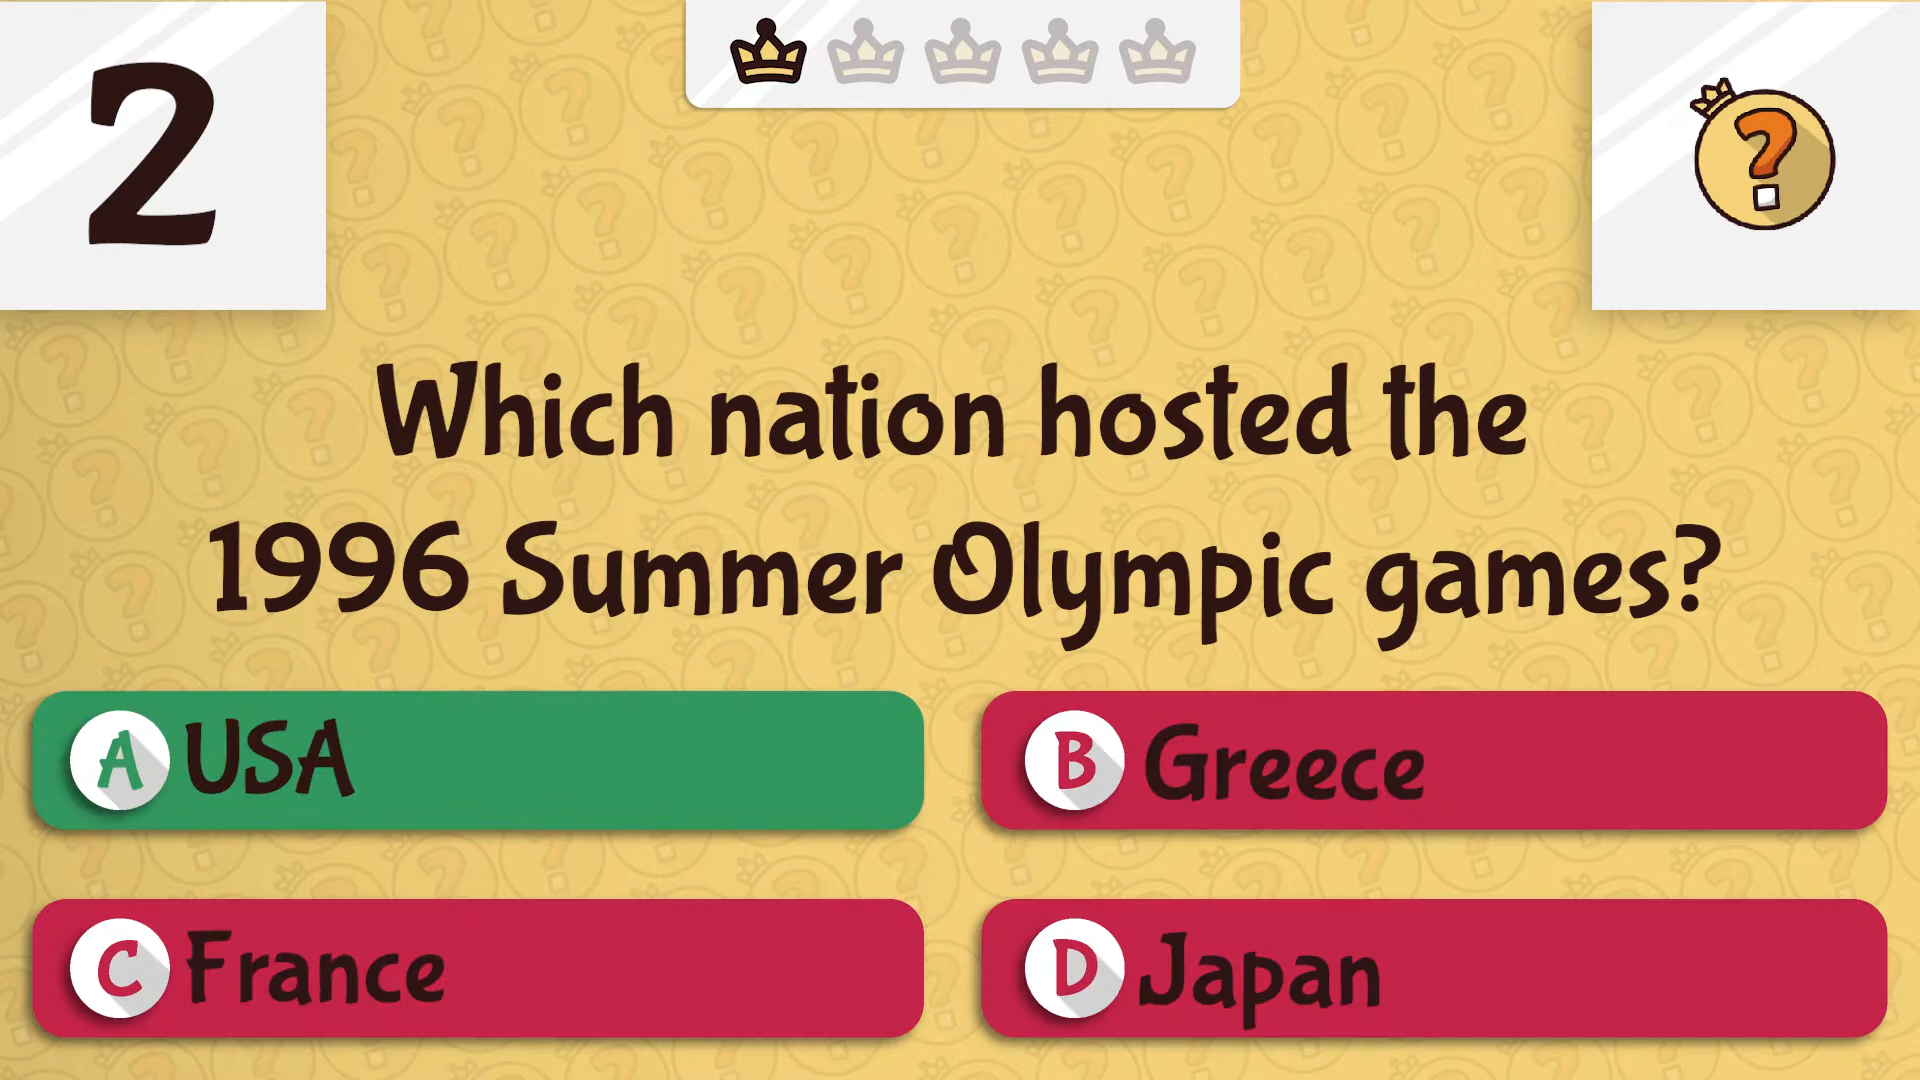 2
?
Which nation hosted the
1996 Summer Olympic games?
A USA
B Greece
C France
D Japan